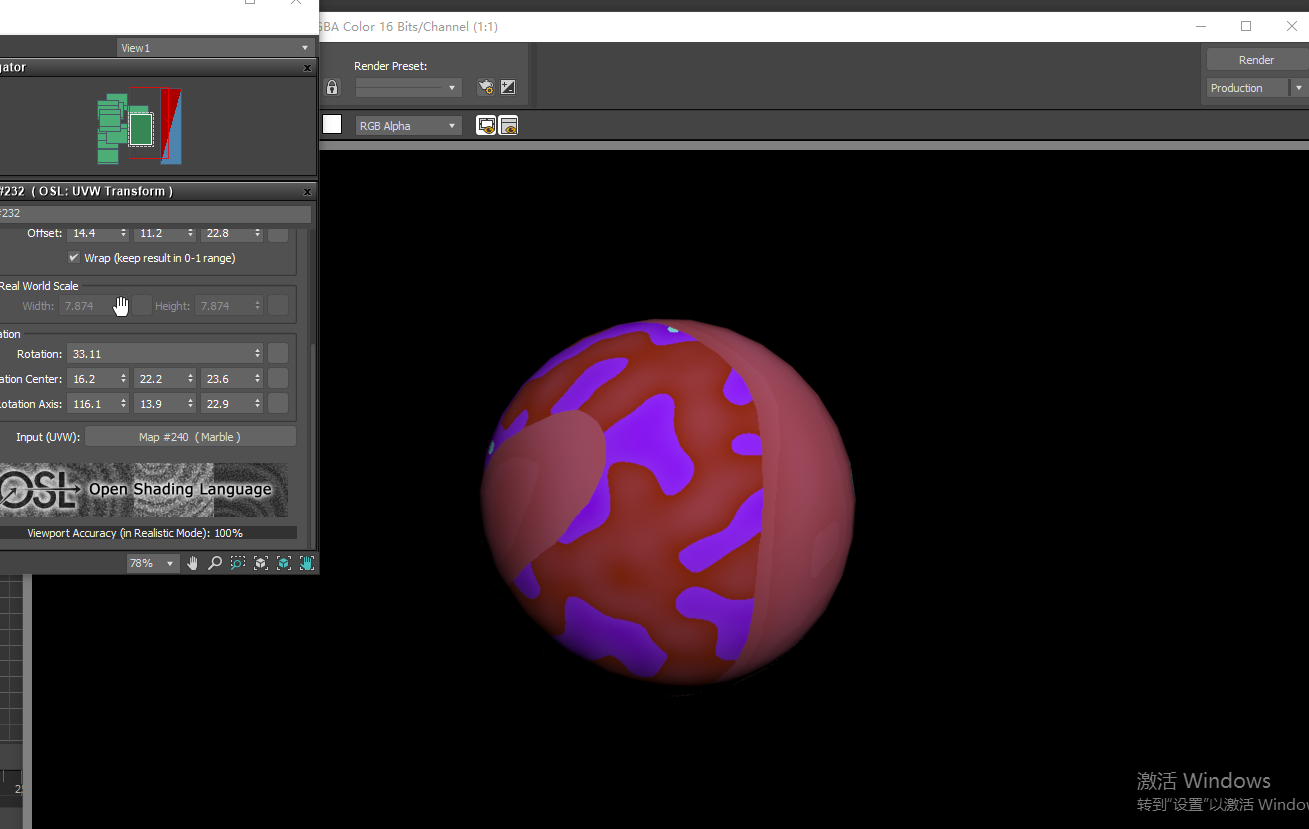 GBA Color 16 Bits/Channel (1:1)
View1
gator
Render Preset:
Render
Production
RGB Alpha
#232 ( OSL: UVW Transform )
#232
Offset: 14.4 11.2 22.8
Wrap (keep result in 0-1 range)
Real World Scale
Width: 7.874 Height: 7.874
ation
Rotation: 33.11
ation Center: 16.2 22.2 23.6
otation Axis: 116.1 13.9 22.9
Input (UVW): Map #240 ( Marble )
OSL Open Shading Language
Viewport Accuracy (in Realistic Mode): 100%
78%
激活 Windows
转到"设置"以激活 Windo